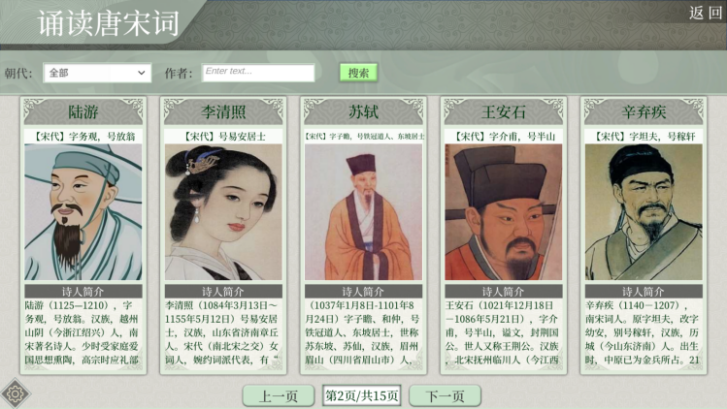 诵读唐宋词
返回
朝代：
全部
作者：
Enter text...
搜索
陆游
【宋代】字务观，号放翁
诗人简介
陆游（1125—1210），字
务观，号放翁。汉族，越州
山阴（今浙江绍兴）人，南
宋著名诗人。少时受家庭爱
国思想熏陶，高宗时应礼部
李清照
【宋代】号易安居士
诗人简介
李清照（1084年3月13日～
1155年5月12日）号易安居
士，汉族，山东省济南章丘
人。宋代（南北宋之交）女
词人，婉约词派代表，有“
苏轼
【宋代】字子瞻，号铁冠道人、东坡居士
诗人简介
（1037年1月8日-1101年8
月24日）字子瞻、和仲，号
铁冠道人、东坡居士，世称
苏东坡、苏仙，汉族，眉州
眉山（四川省眉山市）人，
王安石
【宋代】字介甫，号半山
诗人简介
王安石（1021年12月18日
－1086年5月21日），字介
甫，号半山，谥文，封荆国
公。世人又称王荆公。汉族
，北宋抚州临川人（今江西
辛弃疾
【宋代】字坦夫，号稼轩
诗人简介
辛弃疾（1140－1207），
南宋词人。原字坦夫，改字
幼安，别号稼轩，汉族，历
城（今山东济南）人。出生
时，中原已为金兵所占。21
上一页
第2页/共15页
下一页